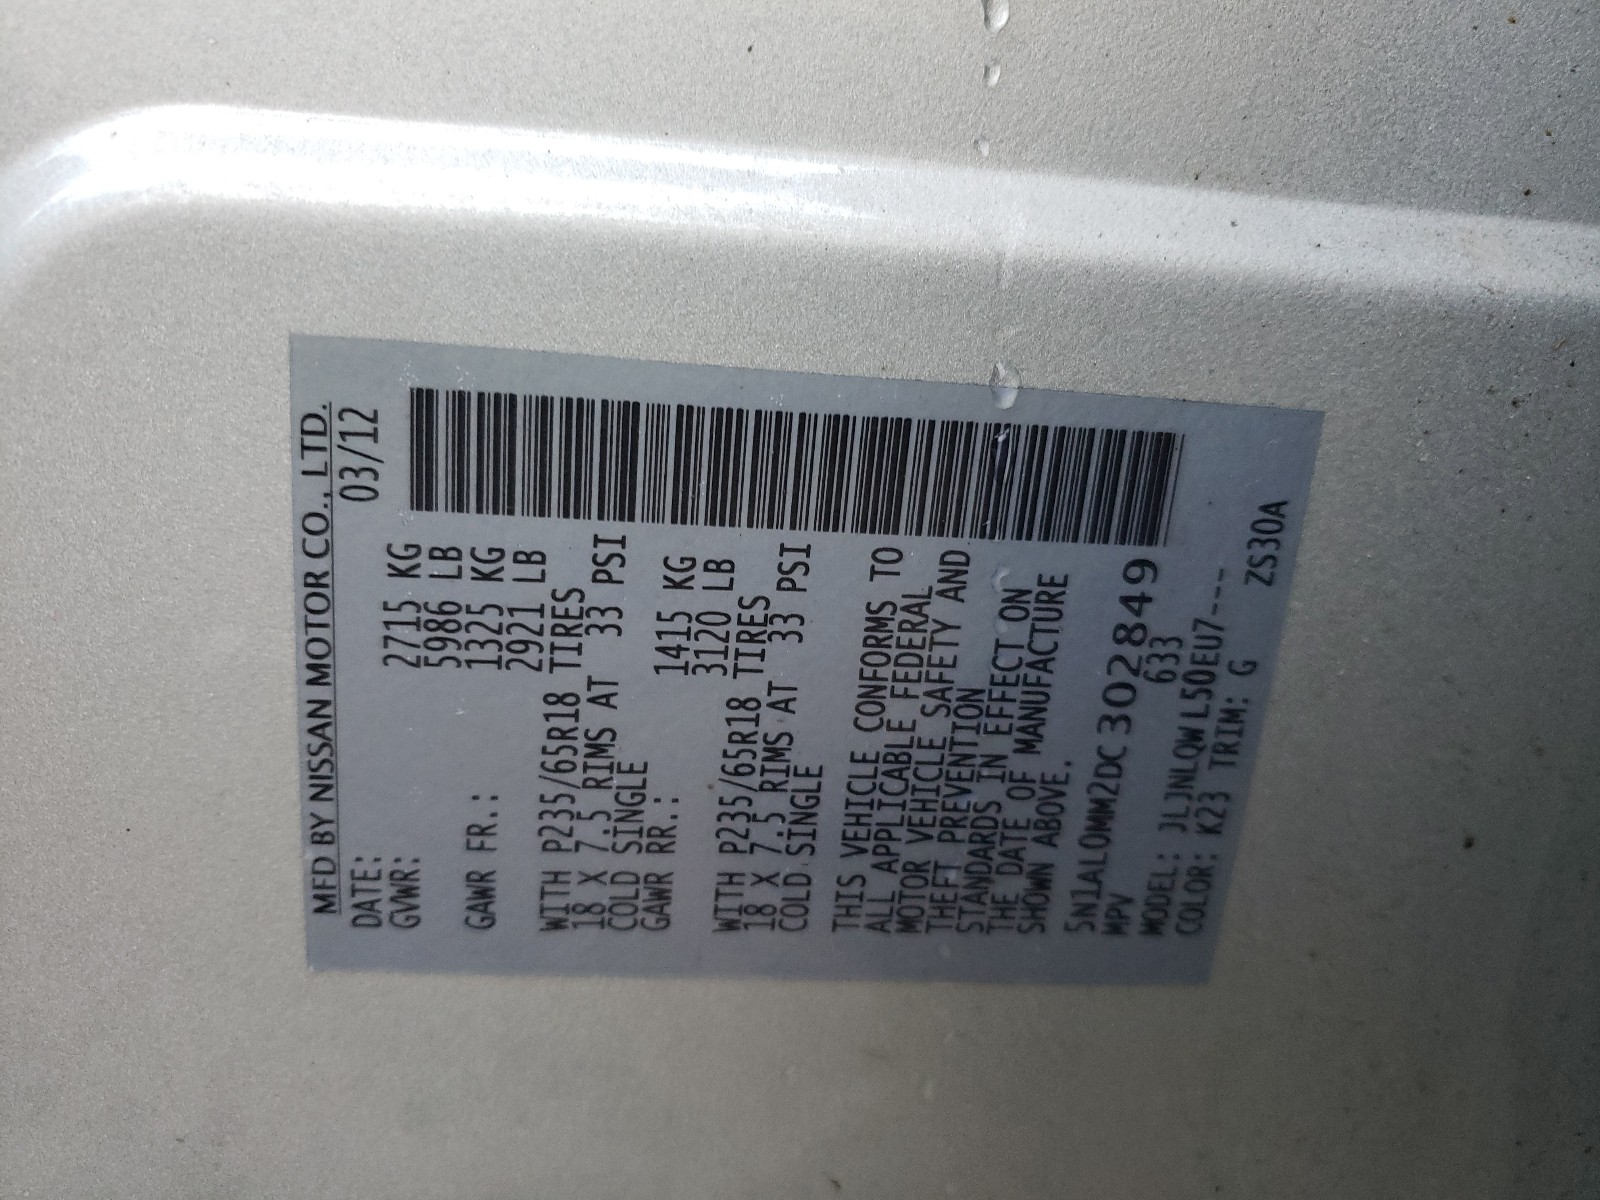 MFD BY NISSAN MOTOR CO., LTD.
DATE: 03/12
GVWR: 2715 KG
5986 LB
GAWR FR.: 1325 KG
2921 LB
WITH P235/65R18 TIRES
18 X 7.5 RIMS AT 33 PSI
COLD SINGLE
GAWR RR.: 1415 KG
3120 LB
WITH P235/65R18 TIRES
18 X 7.5 RIMS AT 33 PSI
COLD SINGLE
THIS VEHICLE CONFORMS TO
ALL APPLICABLE FEDERAL
MOTOR VEHICLE SAFETY AND
THEFT PREVENTION
STANDARDS IN EFFECT ON
THE DATE OF MANUFACTURE
SHOWN ABOVE.
5N1AL0MM2DC302849
MPV 633
MODEL: JLJNLQWL50EU7---
COLOR: K23 TRIM: G
ZS30A